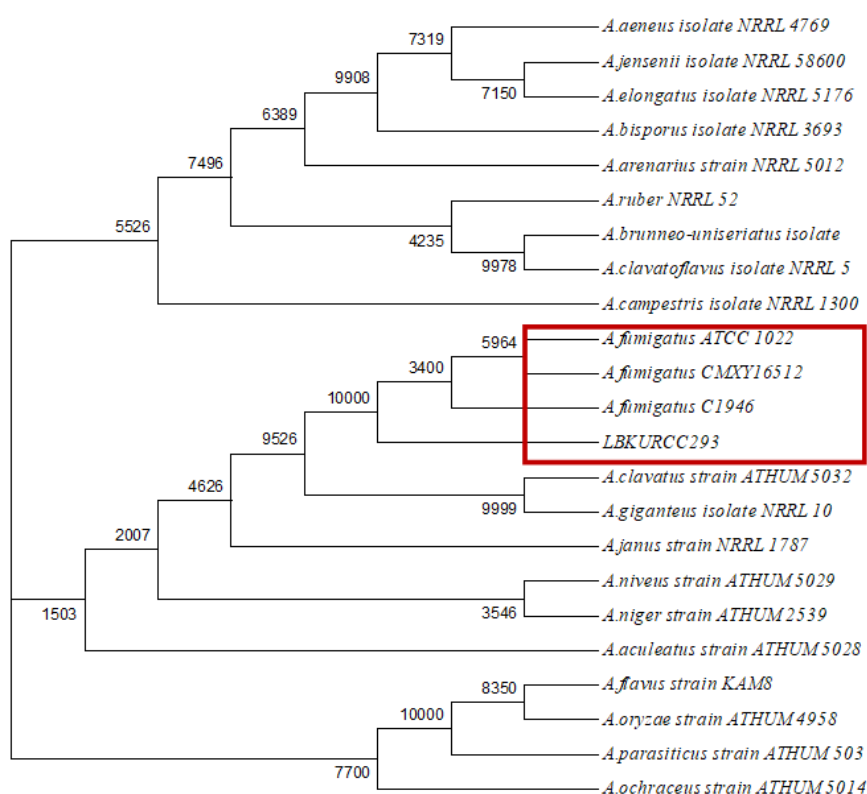 7319
A.aeneus isolate NRRL 4769
A.jensenii isolate NRRL 58600
9908
7150
A.elongatus isolate NRRL 5176
6389
A.bisporus isolate NRRL 3693
7496
A.arenarius strain NRRL 5012
A.ruber NRRL 52
5526
4235
A.brunneo-uniseriatus isolate
9978
A.clavatoflavus isolate NRRL 5
A.campestris isolate NRRL 1300
5964
A.fumigatus ATCC 1022
3400
A.fumigatus CMXY16512
10000
A.fumigatus C1946
9526
LBKURCC293
4626
A.clavatus strain ATHUM 5032
9999
A.giganteus isolate NRRL 10
2007
A.janus strain NRRL 1787
A.niveus strain ATHUM 5029
1503
3546
A.niger strain ATHUM 2539
A.aculeatus strain ATHUM 5028
8350
A.flavus strain KAM8
10000
A.oryzae strain ATHUM 4958
A.parasiticus strain ATHUM 503
7700
A.ochraceus strain ATHUM 5014